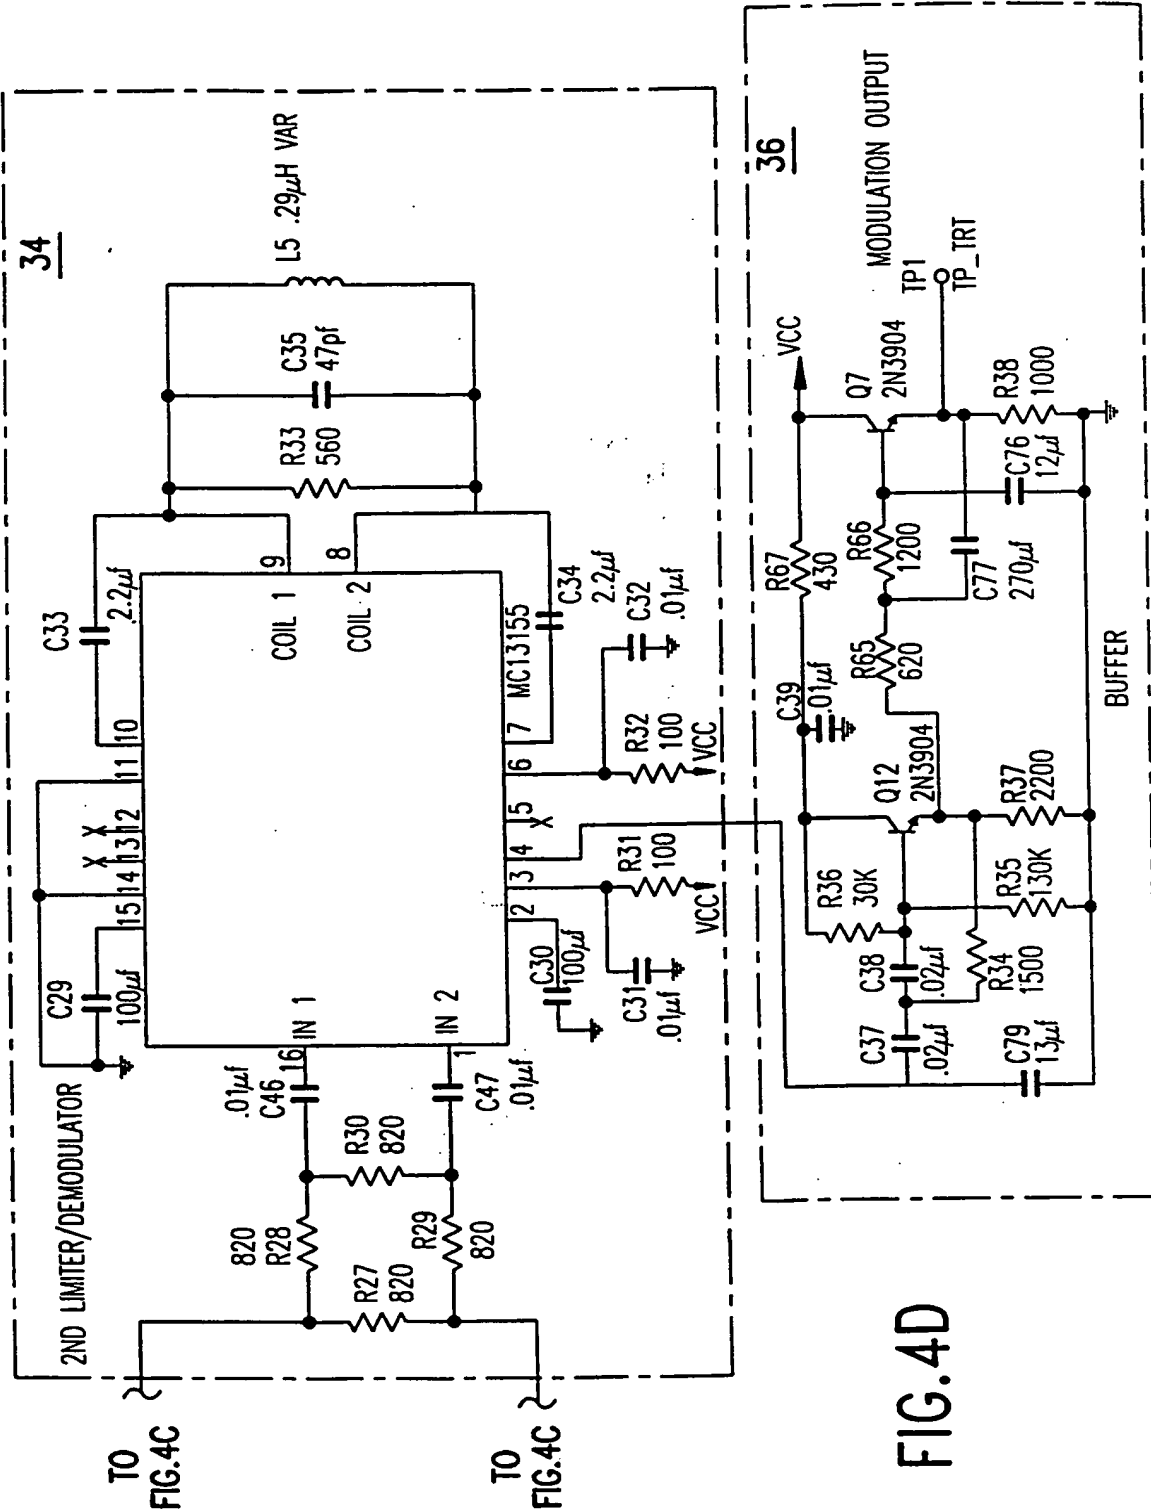 34
2ND LIMITER/DEMODULATOR
TO
FIG.4C
TO
FIG.4C
R27
820
820
R28
R29
820
R30
820
.01µf
C46
C47
.01µf
16
IN 1
1
IN 2
C29
100µf
15
14
13
12
11
10
X
X
C33
2.2µf
COIL 1
9
COIL 2
8
MC13155
2
3
4
5
6
7
X
C30
100µf
C31
.01µf
R31
100
VCC
R32
100
VCC
C32
.01µf
C34
2.2µf
R33
560
C35
47pf
L5 .29µH VAR
36
C37
.02µf
C79
13µf
C38
.02µf
R34
1500
R36
30K
R35
130K
Q12
2N3904
R37
2200
C39
.01µf
R65
620
R67
430
R66
1200
C77
270µf
C76
12µf
Q7
2N3904
VCC
R38
1000
TP1
TP_TRT
MODULATION OUTPUT
BUFFER
FIG.4D